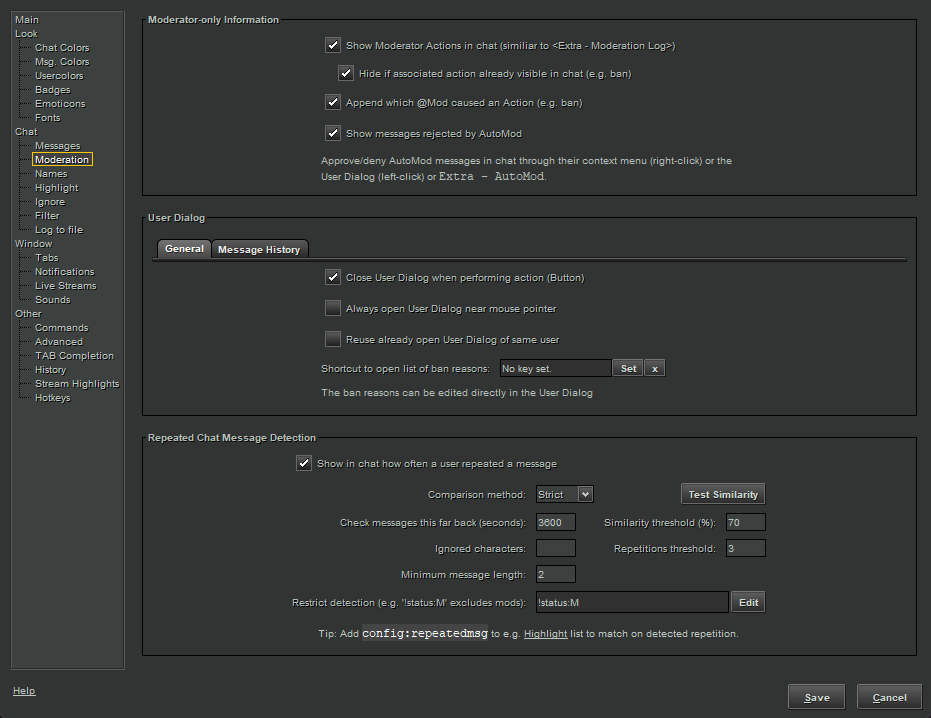 Main
Look
Chat Colors
Msg. Colors
Usercolors
Badges
Emoticons
Fonts
Chat
Messages
Moderation
Names
Highlight
Ignore
Filter
Log to file
Window
Tabs
Notifications
Live Streams
Sounds
Other
Commands
Advanced
TAB Completion
History
Stream Highlights
Hotkeys
Moderator-only Information
Show Moderator Actions in chat (similiar to <Extra - Moderation Log>)
Hide if associated action already visible in chat (e.g. ban)
Append which @Mod caused an Action (e.g. ban)
Show messages rejected by AutoMod
Approve/deny AutoMod messages in chat through their context menu (right-click) or the
User Dialog (left-click) or Extra - AutoMod.
User Dialog
General Message History
Close User Dialog when performing action (Button)
Always open User Dialog near mouse pointer
Reuse already open User Dialog of same user
Shortcut to open list of ban reasons: No key set. Set x
The ban reasons can be edited directly in the User Dialog
Repeated Chat Message Detection
Show in chat how often a user repeated a message
Comparison method: Strict Test Similarity
Check messages this far back (seconds): 3600 Similarity threshold (%): 70
Ignored characters: Repetitions threshold: 3
Minimum message length: 2
Restrict detection (e.g. '!status:M' excludes mods): !status:M Edit
Tip: Add config:repeatedmsg to e.g. Highlight list to match on detected repetition.
Help
Save Cancel